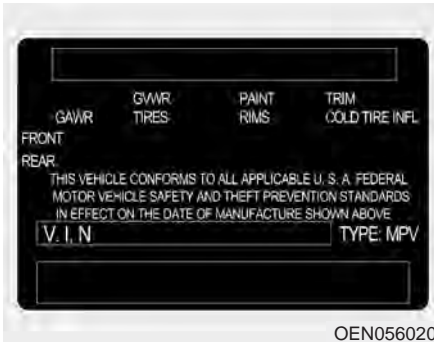 GVWR PAINT TRIM
GAWR TIRES RIMS COLD TIRE INFL.
FRONT
REAR
THIS VEHICLE CONFORMS TO ALL APPLICABLE U. S. A. FEDERAL
MOTOR VEHICLE SAFETY AND THEFT PREVENTION STANDARDS
IN EFFECT ON THE DATE OF MANUFACTURE SHOWN ABOVE
V. I. N TYPE: MPV
OEN056020